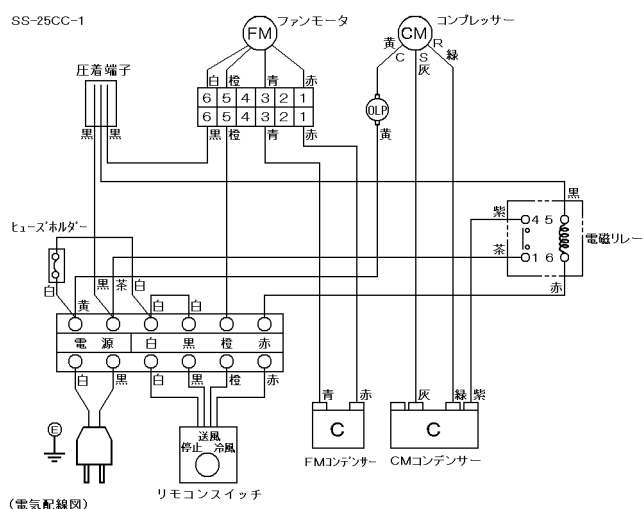 SS-25CC-1
FM ファンモータ
CM コンプレッサー
黄 C S R 緑
灰
圧着端子
白 橙 青 赤
6 5 4 3 2 1
6 5 4 3 2 1
OLP
黒 黒 黒 橙 青 赤 黄
黒
紫 4 5
電磁リレー
茶 1 6
赤
ヒューズホルダー
白 黄 黒 茶 白 白 白
電 源 白 黒 橙 赤
白 黒 白 黒 橙 赤
青 赤 灰 緑 紫
E
送風
停止 冷風
C C
リモコンスイッチ
FMコンデンサー
CMコンデンサー
(電気配線図)